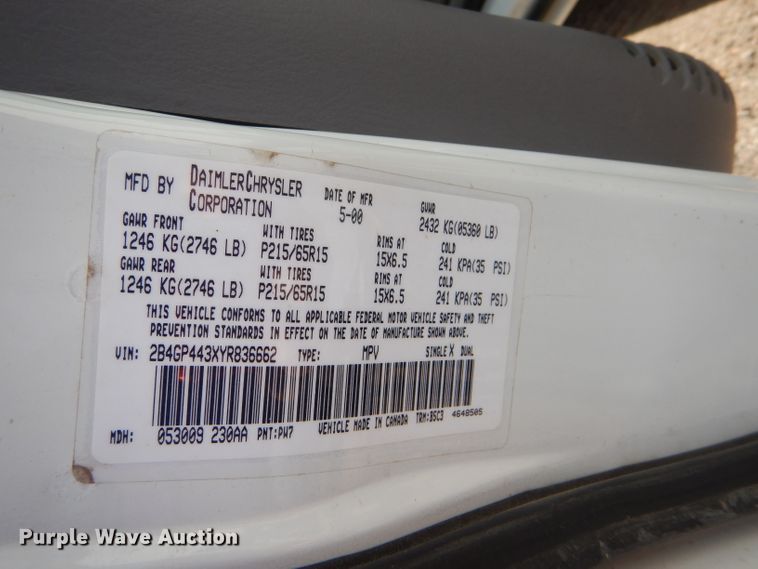 MFD BY DAIMLERCHRYSLER CORPORATION DATE OF MFR 5-00 GVWR 2432 KG(05360 LB)
GAWR FRONT WITH TIRES RIMS AT COLD
1246 KG(2746 LB) P215/65R15 15X6.5 241 KPA(35 PSI)
GAWR REAR WITH TIRES RIMS AT COLD
1246 KG(2746 LB) P215/65R15 15X6.5 241 KPA(35 PSI)
THIS VEHICLE CONFORMS TO ALL APPLICABLE FEDERAL MOTOR VEHICLE SAFETY AND THEFT
PREVENTION STANDARDS IN EFFECT ON THE DATE OF MANUFACTURE SHOWN ABOVE.
VIN: 2B4GP443XYR836662 TYPE: MPV SINGLE X DUAL
MDH: 053009 230AA PNT:PW7 VEHICLE MADE IN CANADA TRM:B5C3 4648505
Purple Wave Auction